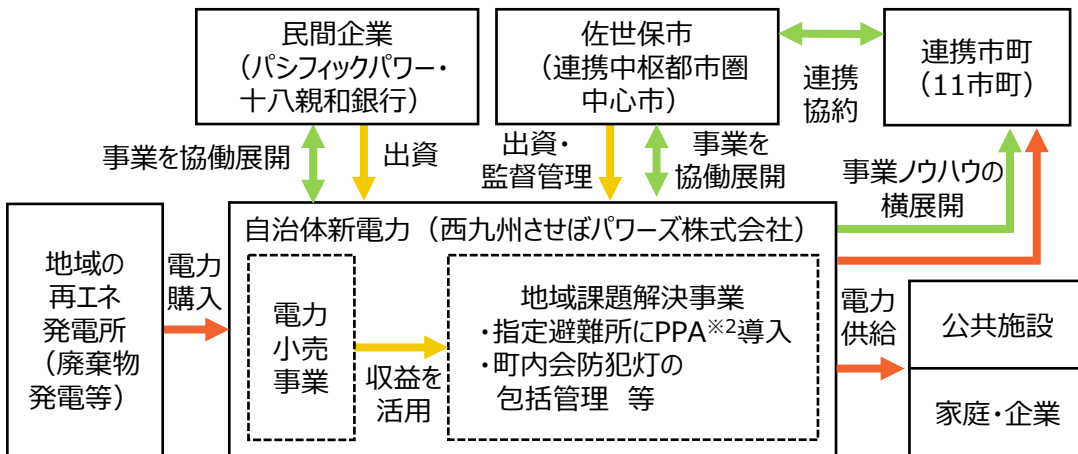 民間企業
（パシフィックパワー・
十八親和銀行）
佐世保市
（連携中枢都市圏
中心市）
連携
協約
連携市町
（11市町）
事業を協働展開
出資
出資・
監督管理
事業を
協働展開
事業ノウハウの
横展開
地域の
再エネ
発電所
（廃棄物
発電等）
電力
購入
自治体新電力（西九州させぼパワーズ株式会社）
電力
小売
事業
収益を
活用
地域課題解決事業
・指定避難所にPPA※2導入
・町内会防犯灯の
包括管理　等
電力
供給
公共施設
家庭・企業